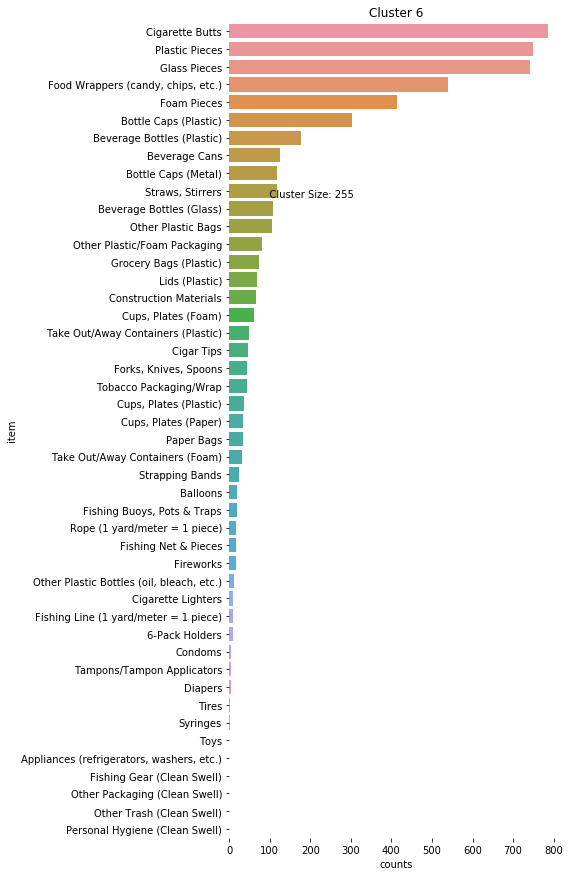 Cluster 6
Cigarette Butts
Plastic Pieces
Glass Pieces
Food Wrappers (candy, chips, etc.)
Foam Pieces
Bottle Caps (Plastic)
Beverage Bottles (Plastic)
Beverage Cans
Bottle Caps (Metal)
Straws, Stirrers
Cluster Size: 255
Beverage Bottles (Glass)
Other Plastic Bags
Other Plastic/Foam Packaging
Grocery Bags (Plastic)
Lids (Plastic)
Construction Materials
Cups, Plates (Foam)
Take Out/Away Containers (Plastic)
Cigar Tips
Forks, Knives, Spoons
Tobacco Packaging/Wrap
Cups, Plates (Plastic)
Cups, Plates (Paper)
item
Paper Bags
Take Out/Away Containers (Foam)
Strapping Bands
Balloons
Fishing Buoys, Pots & Traps
Rope (1 yard/meter = 1 piece)
Fishing Net & Pieces
Fireworks
Other Plastic Bottles (oil, bleach, etc.)
Cigarette Lighters
Fishing Line (1 yard/meter = 1 piece)
6-Pack Holders
Condoms
Tampons/Tampon Applicators
Diapers
Tires
Syringes
Toys
Appliances (refrigerators, washers, etc.)
Fishing Gear (Clean Swell)
Other Packaging (Clean Swell)
Other Trash (Clean Swell)
Personal Hygiene (Clean Swell)
0 100 200 300 400 500 600 700 800
counts